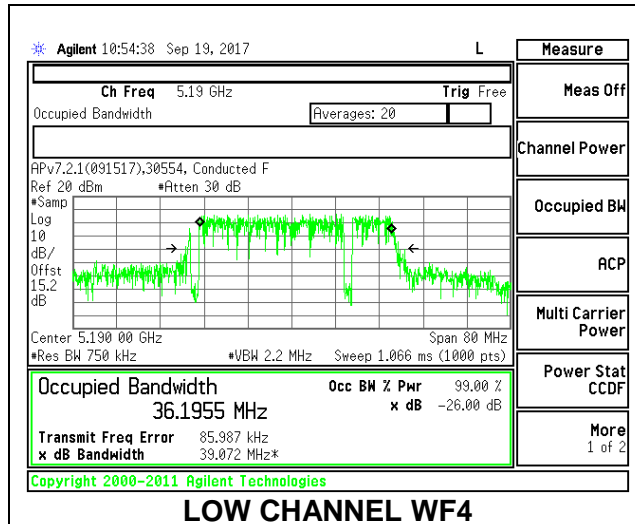 Agilent 10:54:38 Sep 19, 2017 L
Measure
Ch Freq 5.19 GHz Trig Free
Meas Off
Occupied Bandwidth Averages: 20
Channel Power
APv7.2.1(091517),30554, Conducted F
Ref 20 dBm #Atten 30 dB
#Samp
Log
10
dB/
Offst
15.2
dB
Occupied BW
ACP
Multi Carrier
Power
Center 5.190 00 GHz Span 80 MHz
#Res BW 750 kHz #VBW 2.2 MHz Sweep 1.066 ms (1000 pts)
Power Stat
CCDF
Occupied Bandwidth Occ BW % Pwr 99.00 %
36.1955 MHz x dB -26.00 dB
Transmit Freq Error 85.987 kHz
x dB Bandwidth 39.072 MHz*
More
1 of 2
Copyright 2000-2011 Agilent Technologies
LOW CHANNEL WF4